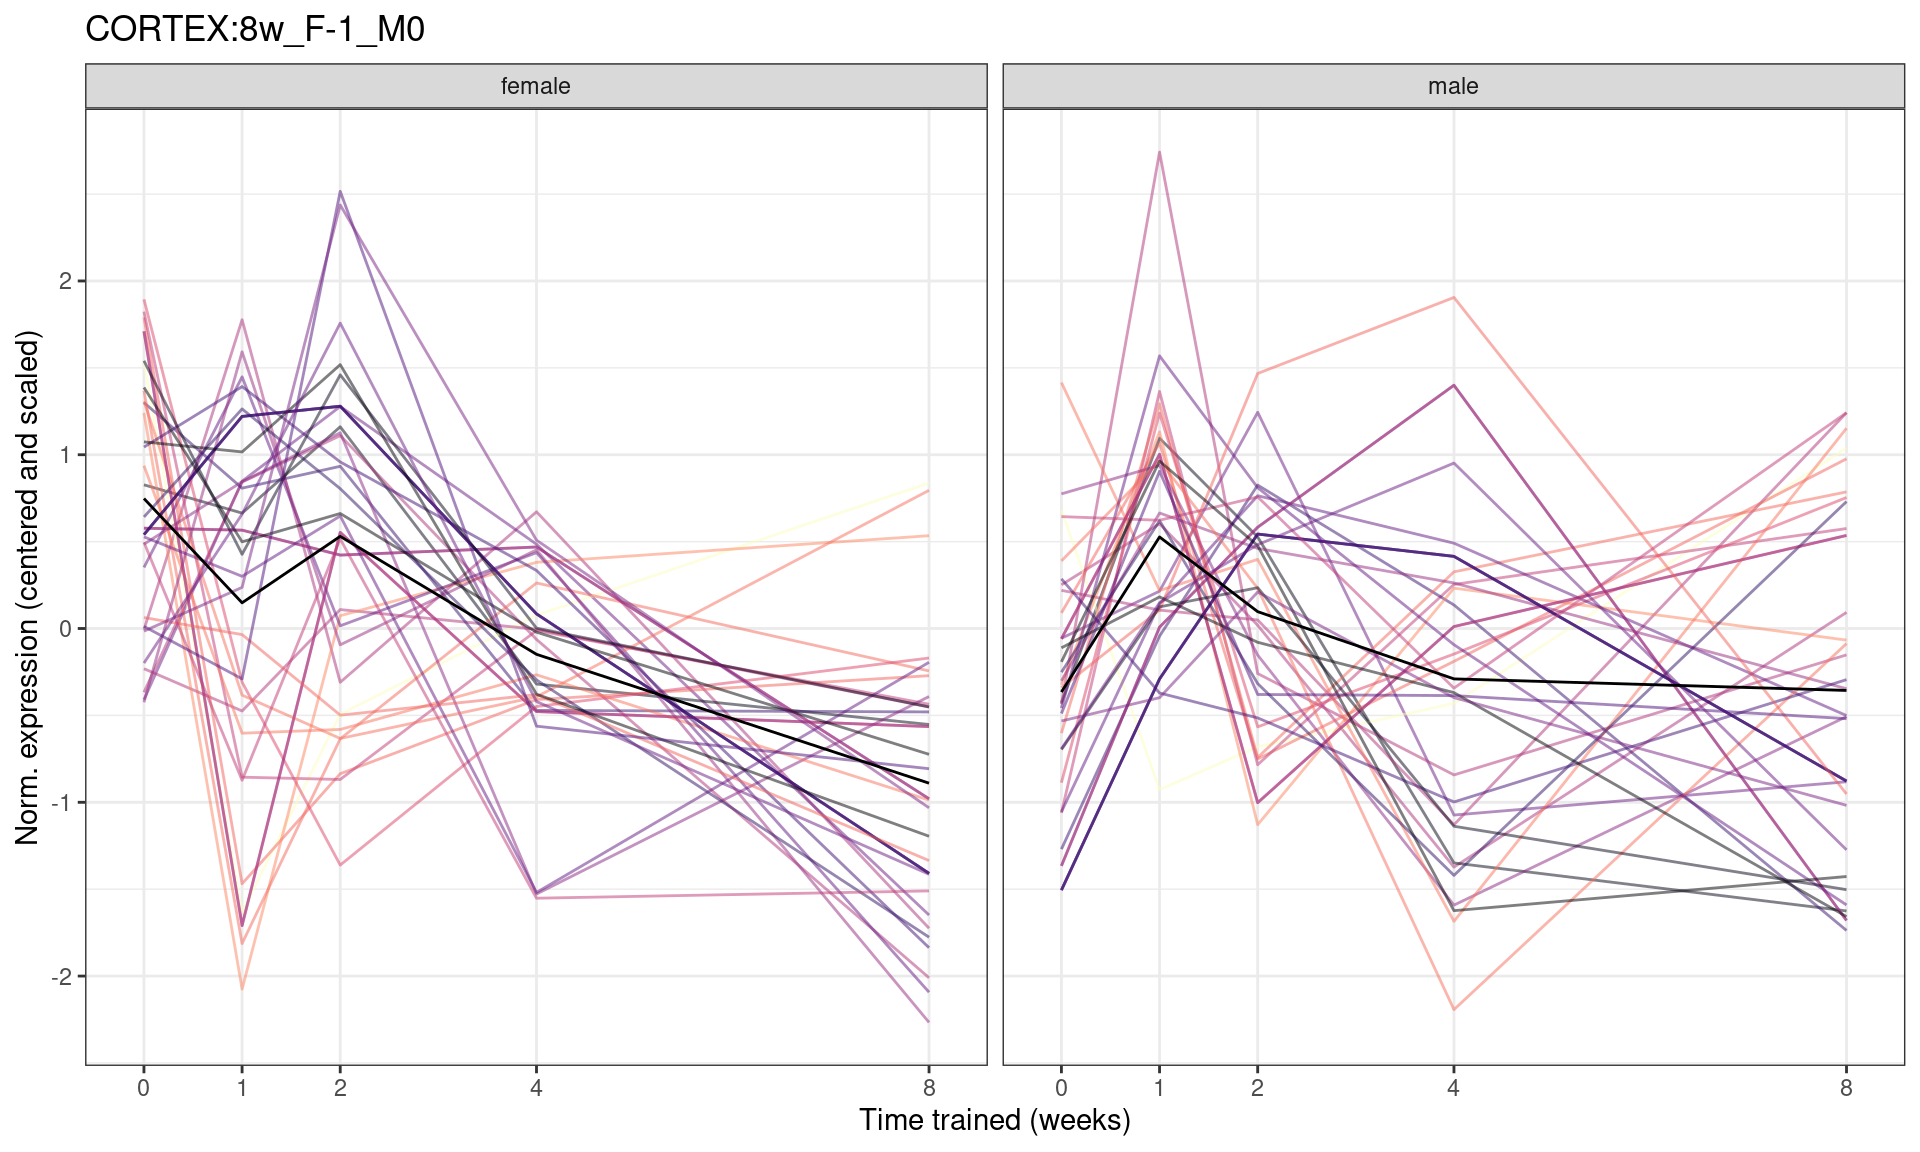 CORTEX:8w_F-1_M0
female
male
Norm. expression (centered and scaled)
2
1
0
-1
-2
0 1 2 4 8
0 1 2 4 8
Time trained (weeks)